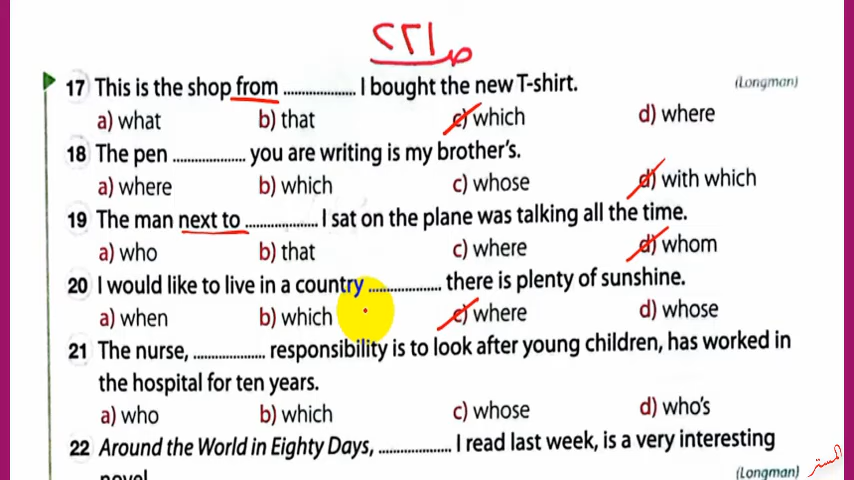 ص ٢٢١
17 This is the shop from .................. I bought the new T-shirt. (Longman)
a) what b) that c) which d) where
18 The pen .................. you are writing is my brother's.
a) where b) which c) whose d) with which
19 The man next to .................. I sat on the plane was talking all the time.
a) who b) that c) where d) whom
20 I would like to live in a country .................. there is plenty of sunshine.
a) when b) which c) where d) whose
21 The nurse, .................. responsibility is to look after young children, has worked in
the hospital for ten years.
a) who b) which c) whose d) who's
22 Around the World in Eighty Days, .................. I read last week, is a very interesting
novel (Longman)
المستر